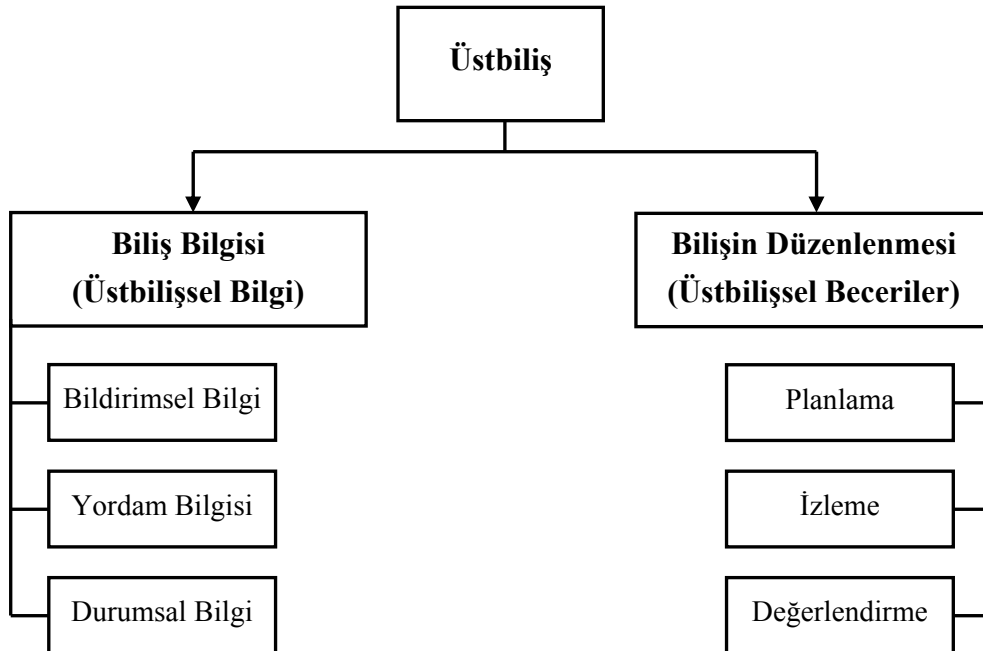 Üstbiliş
Biliş Bilgisi
(Üstbilişsel Bilgi)
Bilişin Düzenlenmesi
(Üstbilişsel Beceriler)
Bildirimsel Bilgi
Planlama
Yordam Bilgisi
İzleme
Durumsal Bilgi
Değerlendirme